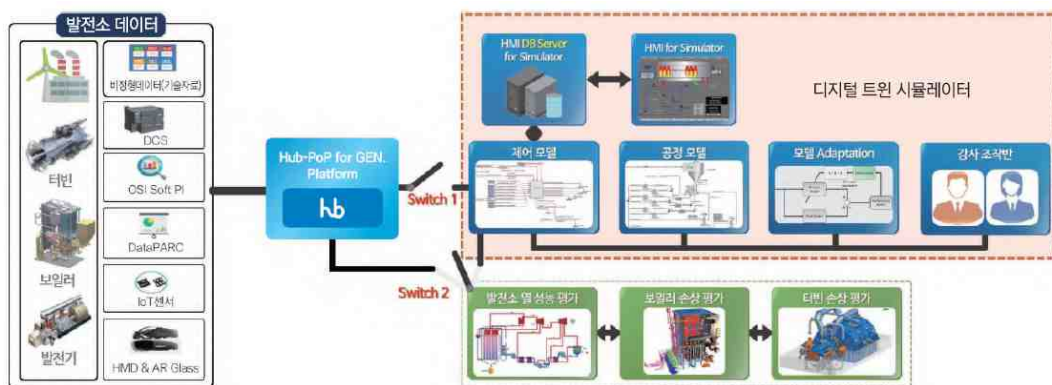 발전소 데이터
비정형데이터(기술자료)
DCS
터빈
OSI Soft PI
DataPARC
보일러
IoT센서
발전기
HMD & AR Glass
Hub-PoP for GEN.
Platform
hb
Switch 1
Switch 2
HMI DB Server
for Simulator
HMI for Simulator
디지털 트윈 시뮬레이터
제어 모델
공정 모델
모델 Adaptation
강사 조작반
발전소 열 성능 평가
보일러 손상 평가
터빈 손상 평가